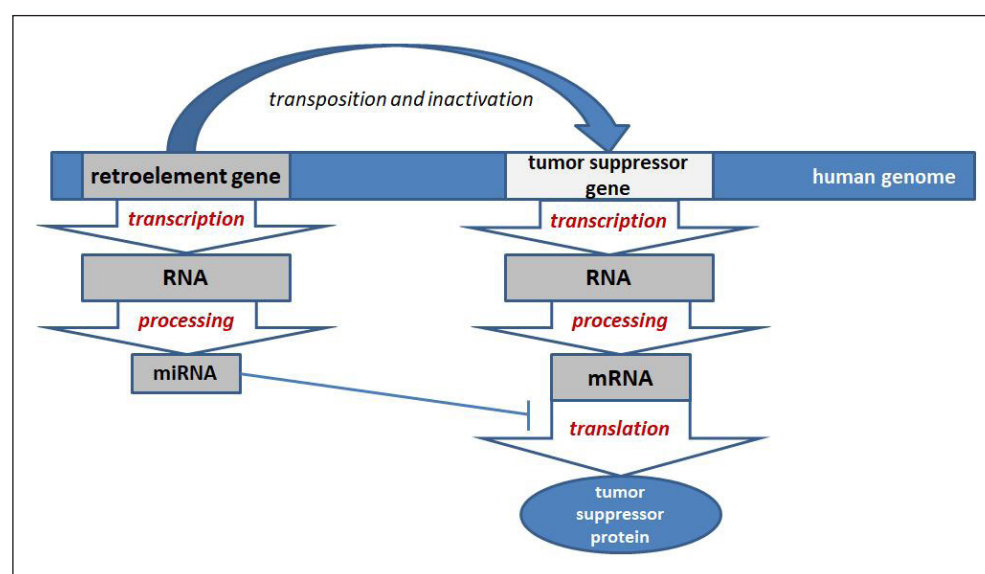 transposition and inactivation
retroelement gene
tumor suppressor
gene
human genome
transcription
transcription
RNA
RNA
processing
processing
miRNA
mRNA
translation
tumor
suppressor
protein